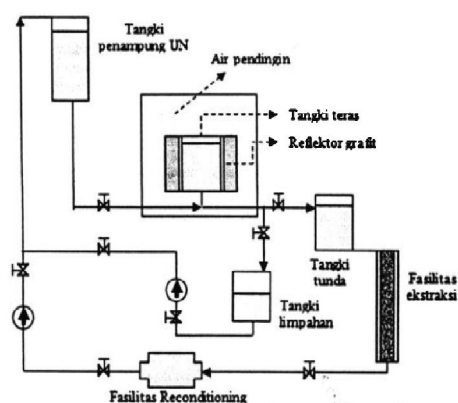 Tangki
penampung UN
Air pendingin
Tangki teras
Reflektor grafit
Tangki
tunda
Fasilitas
ekstraksi
Tangki
limpahan
Fasilitas Reconditioning